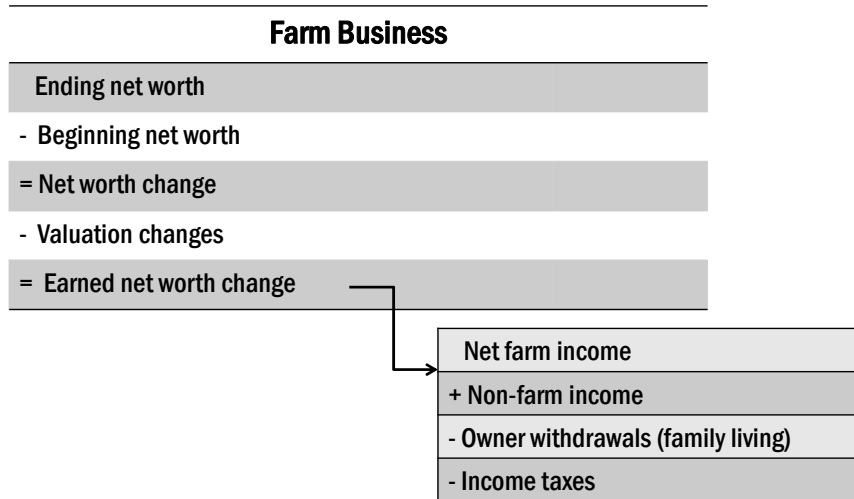 Farm Business
Ending net worth
- Beginning net worth
= Net worth change
- Valuation changes
= Earned net worth change
Net farm income
+ Non-farm income
- Owner withdrawals (family living)
- Income taxes